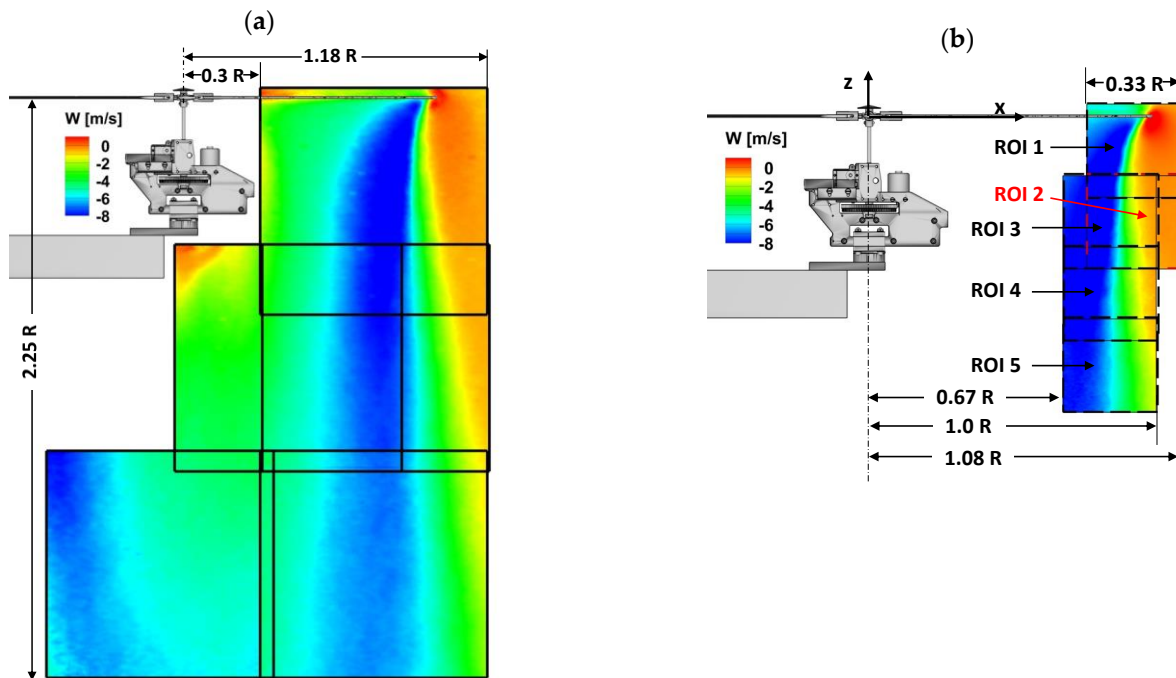 (a)
1.18 R
0.3 R
W [m/s]
0
-2
-4
-6
-8
2.25 R
(b)
z
0.33 R
x
W [m/s]
0
-2
-4
-6
-8
ROI 1
ROI 2
ROI 3
ROI 4
ROI 5
0.67 R
1.0 R
1.08 R